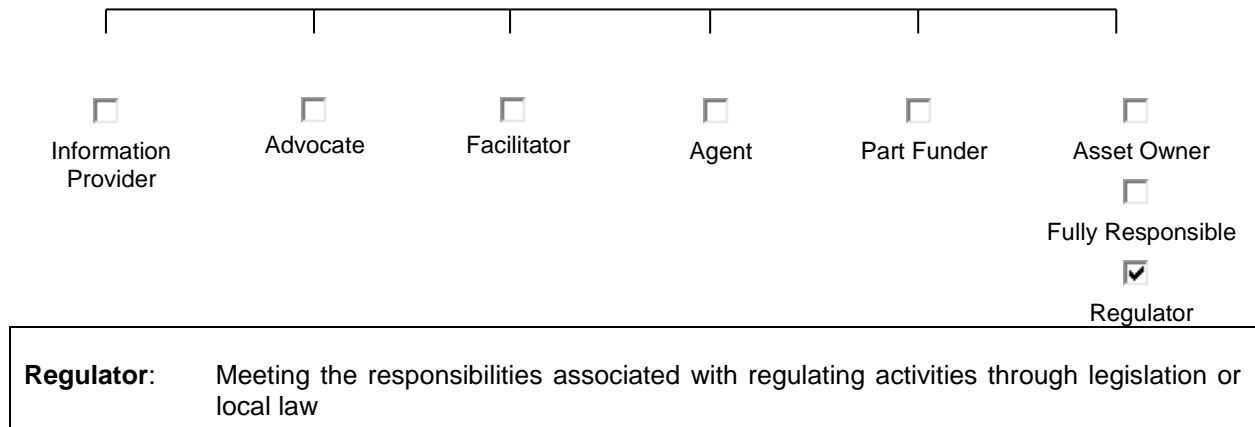 Information Provider
Advocate
Facilitator
Agent
Part Funder
Asset Owner
Fully Responsible
Regulator
Regulator: Meeting the responsibilities associated with regulating activities through legislation or
local law